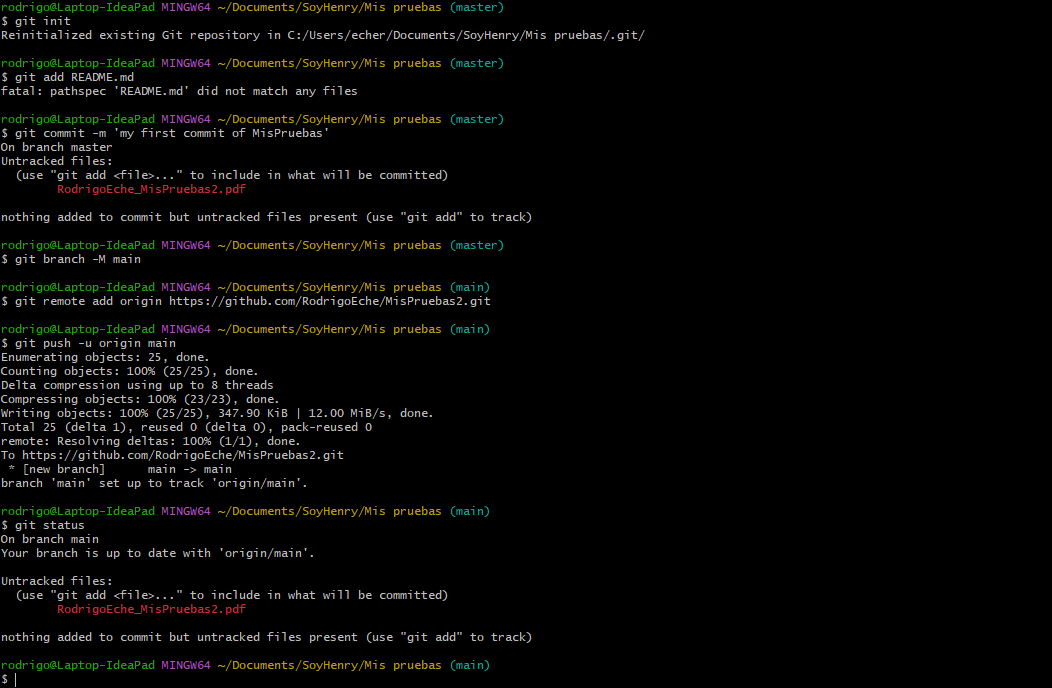 rodrigo@Laptop-IdeaPad MINGW64 ~/Documents/SoyHenry/Mis pruebas (master)
$ git init
Reinitialized existing Git repository in C:/Users/echer/Documents/SoyHenry/Mis pruebas/.git/
rodrigo@Laptop-IdeaPad MINGW64 ~/Documents/SoyHenry/Mis pruebas (master)
$ git add README.md
fatal: pathspec 'README.md' did not match any files
rodrigo@Laptop-IdeaPad MINGW64 ~/Documents/SoyHenry/Mis pruebas (master)
$ git commit -m 'my first commit of MisPruebas'
On branch master
Untracked files:
  (use "git add <file>..." to include in what will be committed)
        RodrigoEche_MisPruebas2.pdf
nothing added to commit but untracked files present (use "git add" to track)
rodrigo@Laptop-IdeaPad MINGW64 ~/Documents/SoyHenry/Mis pruebas (master)
$ git branch -M main
rodrigo@Laptop-IdeaPad MINGW64 ~/Documents/SoyHenry/Mis pruebas (main)
$ git remote add origin https://github.com/RodrigoEche/MisPruebas2.git
rodrigo@Laptop-IdeaPad MINGW64 ~/Documents/SoyHenry/Mis pruebas (main)
$ git push -u origin main
Enumerating objects: 25, done.
Counting objects: 100% (25/25), done.
Delta compression using up to 8 threads
Compressing objects: 100% (23/23), done.
Writing objects: 100% (25/25), 347.90 KiB | 12.00 MiB/s, done.
Total 25 (delta 1), reused 0 (delta 0), pack-reused 0
remote: Resolving deltas: 100% (1/1), done.
To https://github.com/RodrigoEche/MisPruebas2.git
 * [new branch]      main -> main
branch 'main' set up to track 'origin/main'.
rodrigo@Laptop-IdeaPad MINGW64 ~/Documents/SoyHenry/Mis pruebas (main)
$ git status
On branch main
Your branch is up to date with 'origin/main'.
Untracked files:
  (use "git add <file>..." to include in what will be committed)
        RodrigoEche_MisPruebas2.pdf
nothing added to commit but untracked files present (use "git add" to track)
rodrigo@Laptop-IdeaPad MINGW64 ~/Documents/SoyHenry/Mis pruebas (main)
$